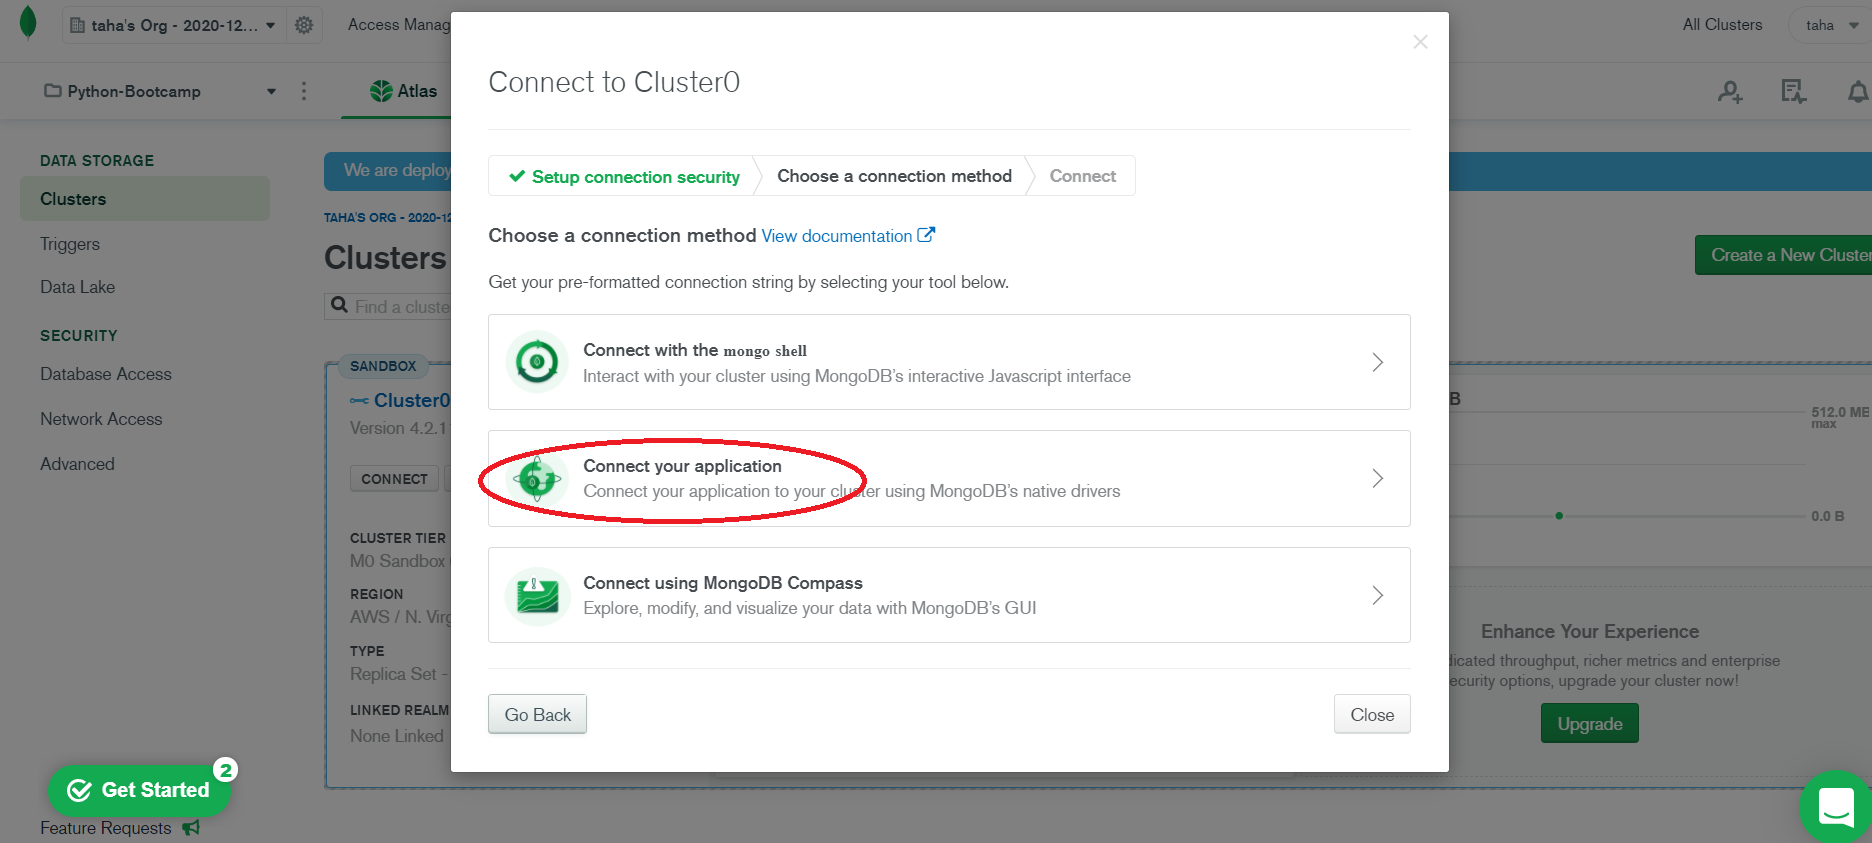 taha's Org - 2020-12...
Access Manag
All Clusters
taha
Python-Bootcamp
Atlas
DATA STORAGE
Clusters
Triggers
Data Lake
SECURITY
Database Access
Network Access
Advanced
Get Started
2
Feature Requests
We are deploy
TAHA'S ORG - 2020-12
Clusters
Find a cluste
Create a New Cluster
SANDBOX
Cluster0
Version 4.2.1
CONNECT
CLUSTER TIER
M0 Sandbox
REGION
AWS / N. Virg
TYPE
Replica Set -
LINKED REALM
None Linked
Connect to Cluster0
Setup connection security
Choose a connection method
Connect
Choose a connection method View documentation
Get your pre-formatted connection string by selecting your tool below.
Connect with the mongo shell
Interact with your cluster using MongoDB's interactive Javascript interface
Connect your application
Connect your application to your cluster using MongoDB's native drivers
Connect using MongoDB Compass
Explore, modify, and visualize your data with MongoDB's GUI
Go Back
Close
B
512.0 MB
max
0.0 B
Enhance Your Experience
dicated throughput, richer metrics and enterprise
ecurity options, upgrade your cluster now!
Upgrade